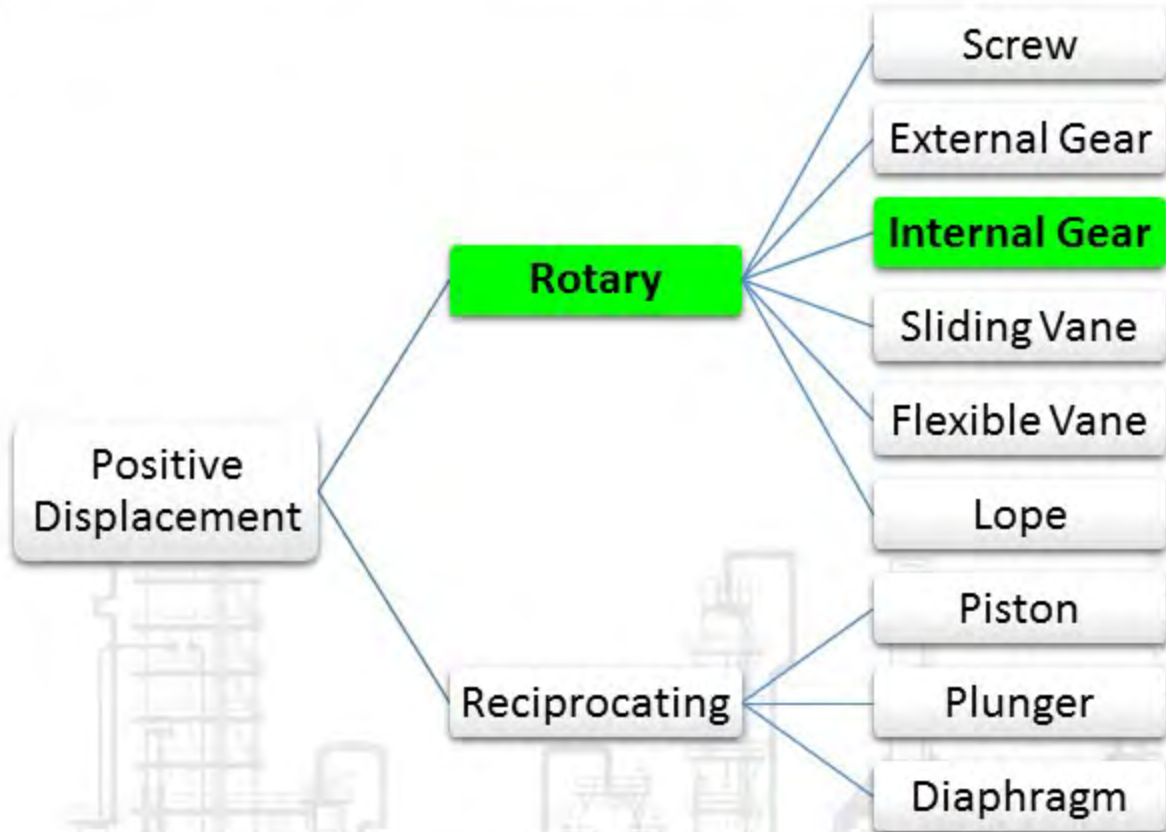 Positive
Displacement
Rotary
Reciprocating
Screw
External Gear
Internal Gear
Sliding Vane
Flexible Vane
Lope
Piston
Plunger
Diaphragm